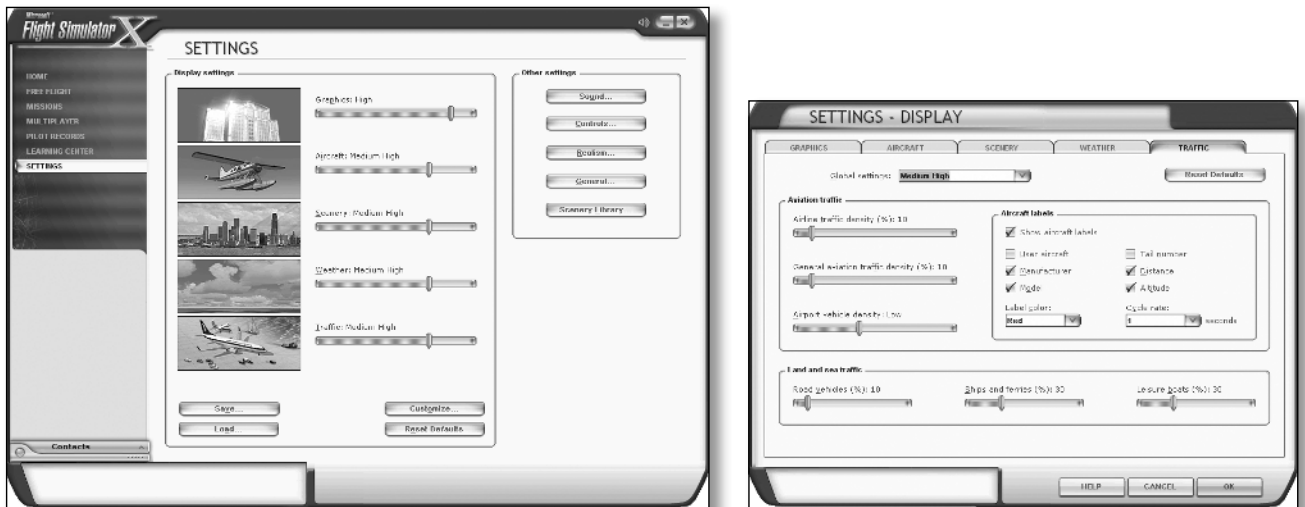 Microsoft
Flight Simulator X
SETTINGS
HOME
FREE FLIGHT
MISSIONS
MULTIPLAYER
PILOT RECORDS
LEARNING CENTER
SETTINGS
Contacts
Display settings
Graphics: High
Aircraft: Medium High
Scenery: Medium High
Weather: Medium High
Traffic: Medium High
Save...
Load...
Customize...
Reset Defaults
Other settings
Sound...
Controls...
Realism...
General...
Scenery Library
SETTINGS - DISPLAY
GRAPHICS
AIRCRAFT
SCENERY
WEATHER
TRAFFIC
Global settings: Medium High
Reset Defaults
Aviation traffic
Airline traffic density (%): 10
General aviation traffic density (%): 10
Airport vehicle density: Low
Aircraft labels
Show aircraft labels
User aircraft
Tail number
Manufacturer
Distance
Model
Altitude
Label color:
Cycle rate:
Red
seconds
Land and sea traffic
Road vehicles (%): 10
Ships and ferries (%): 30
Leisure boats (%): 30
HELP
CANCEL
OK